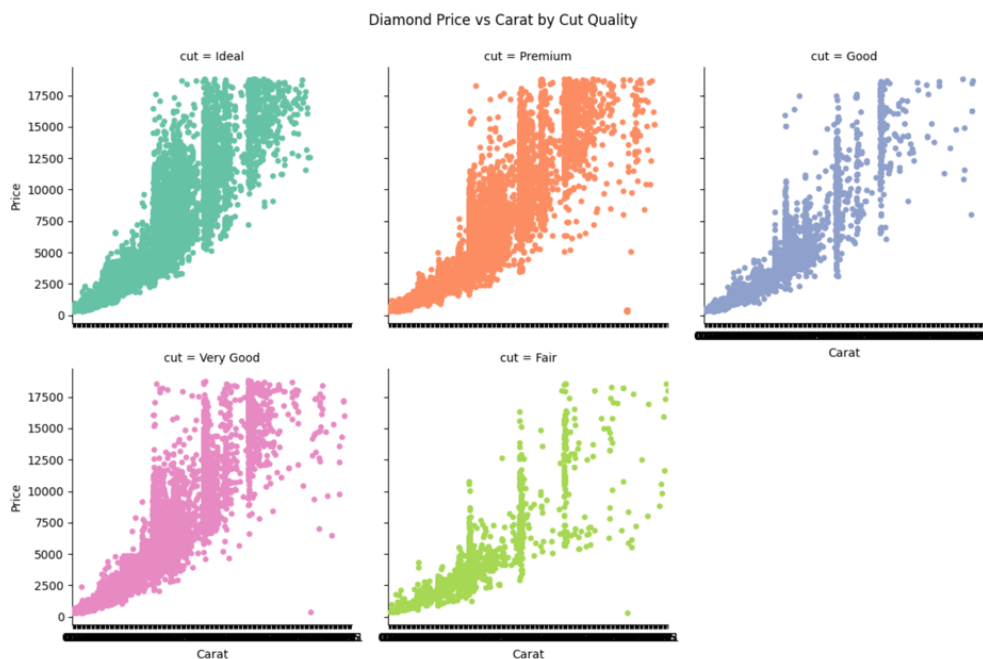 Diamond Price vs Carat by Cut Quality
cut = Ideal
cut = Premium
cut = Good
17500
15000
12500
10000
7500
5000
2500
0
Price
Carat
cut = Very Good
cut = Fair
17500
15000
12500
10000
7500
5000
2500
0
Price
Carat
Carat